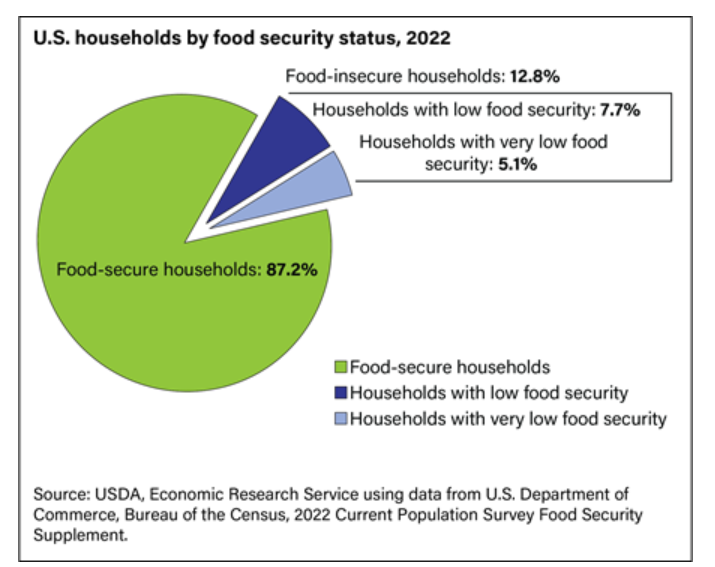 U.S. households by food security status, 2022
Food-insecure households: 12.8%
Households with low food security: 7.7%
Households with very low food
security: 5.1%
Food-secure households: 87.2%
Food-secure households
Households with low food security
Households with very low food security
Source: USDA, Economic Research Service using data from U.S. Department of
Commerce, Bureau of the Census, 2022 Current Population Survey Food Security
Supplement.